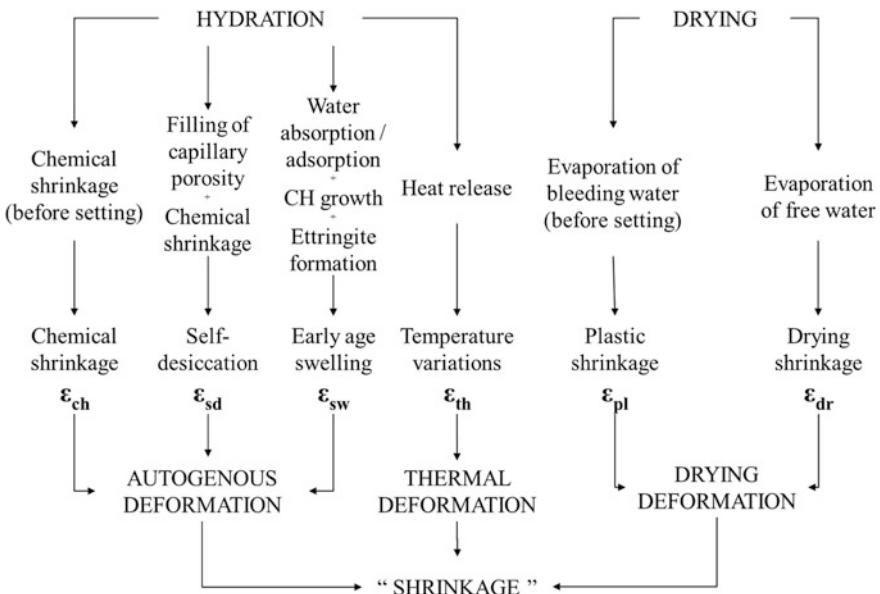 HYDRATION
DRYING
Chemical
shrinkage
(before setting)
Filling of
capillary
porosity
+
Chemical
shrinkage
Water
absorption /
adsorption
+
CH growth
+
Ettringite
formation
Heat release
Evaporation of
bleeding water
(before setting)
Evaporation
of free water
Chemical
shrinkage
εch
Self-
desiccation
εsd
Early age
swelling
εsw
Temperature
variations
εth
Plastic
shrinkage
εpl
Drying
shrinkage
εdr
AUTOGENOUS
DEFORMATION
THERMAL
DEFORMATION
DRYING
DEFORMATION
“ SHRINKAGE ”